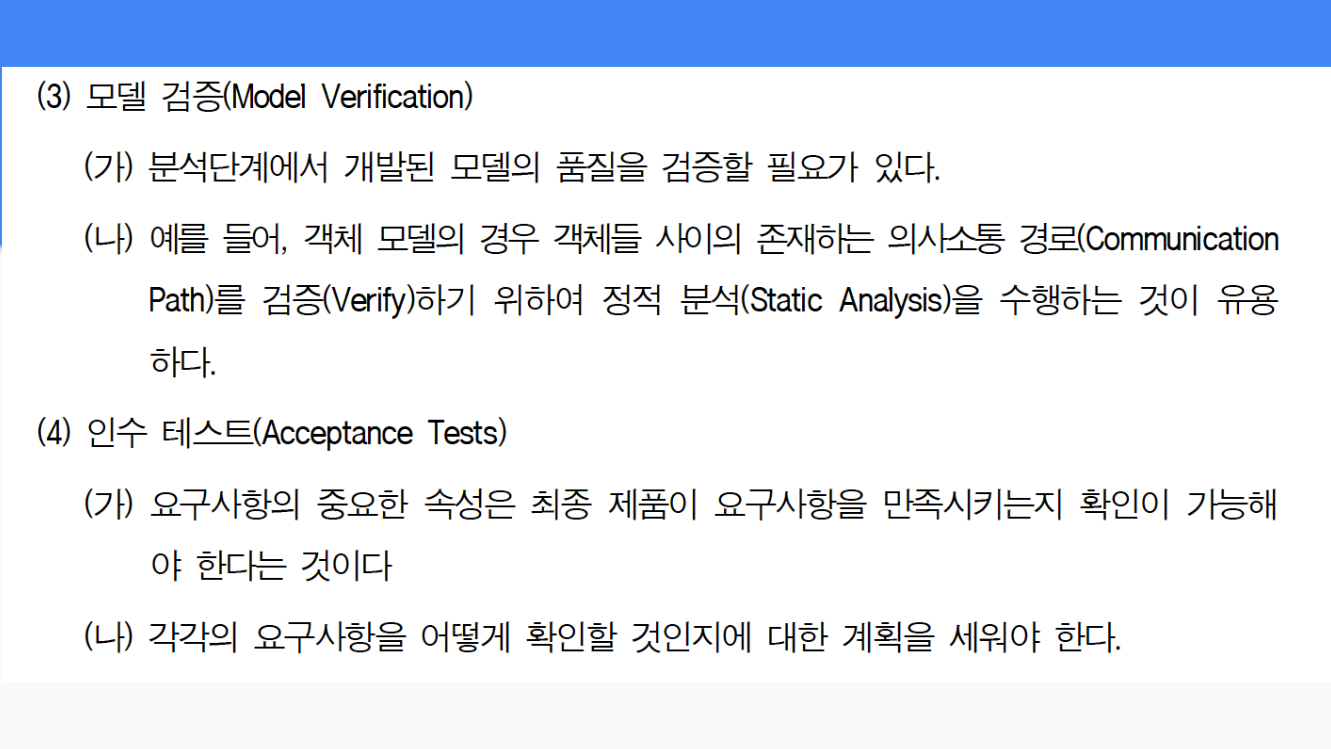 (3) 모델 검증(Model Verification)
(가) 분석단계에서 개발된 모델의 품질을 검증할 필요가 있다.
(나) 예를 들어, 객체 모델의 경우 객체들 사이의 존재하는 의사소통 경로(Communication
Path)를 검증(Verify)하기 위하여 정적 분석(Static Analysis)을 수행하는 것이 유용
하다.
(4) 인수 테스트(Acceptance Tests)
(가) 요구사항의 중요한 속성은 최종 제품이 요구사항을 만족시키는지 확인이 가능해
야 한다는 것이다
(나) 각각의 요구사항을 어떻게 확인할 것인지에 대한 계획을 세워야 한다.